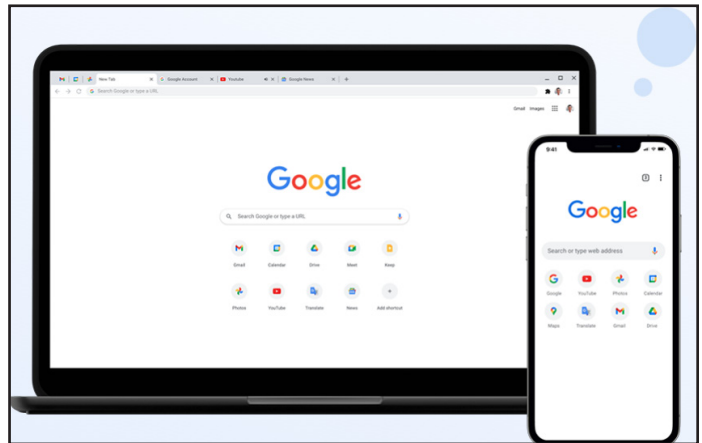 New Tab
Google Account
Youtube
Google News
Search Google or type a URL
Gmail Images
Google
Search Google or type a URL
Gmail Calendar Drive Meet Keep
Photos YouTube Translate News Add shortcut
9:41
Google
Search or type web address
Google YouTube Photos Calendar
Maps Translate Gmail Drive